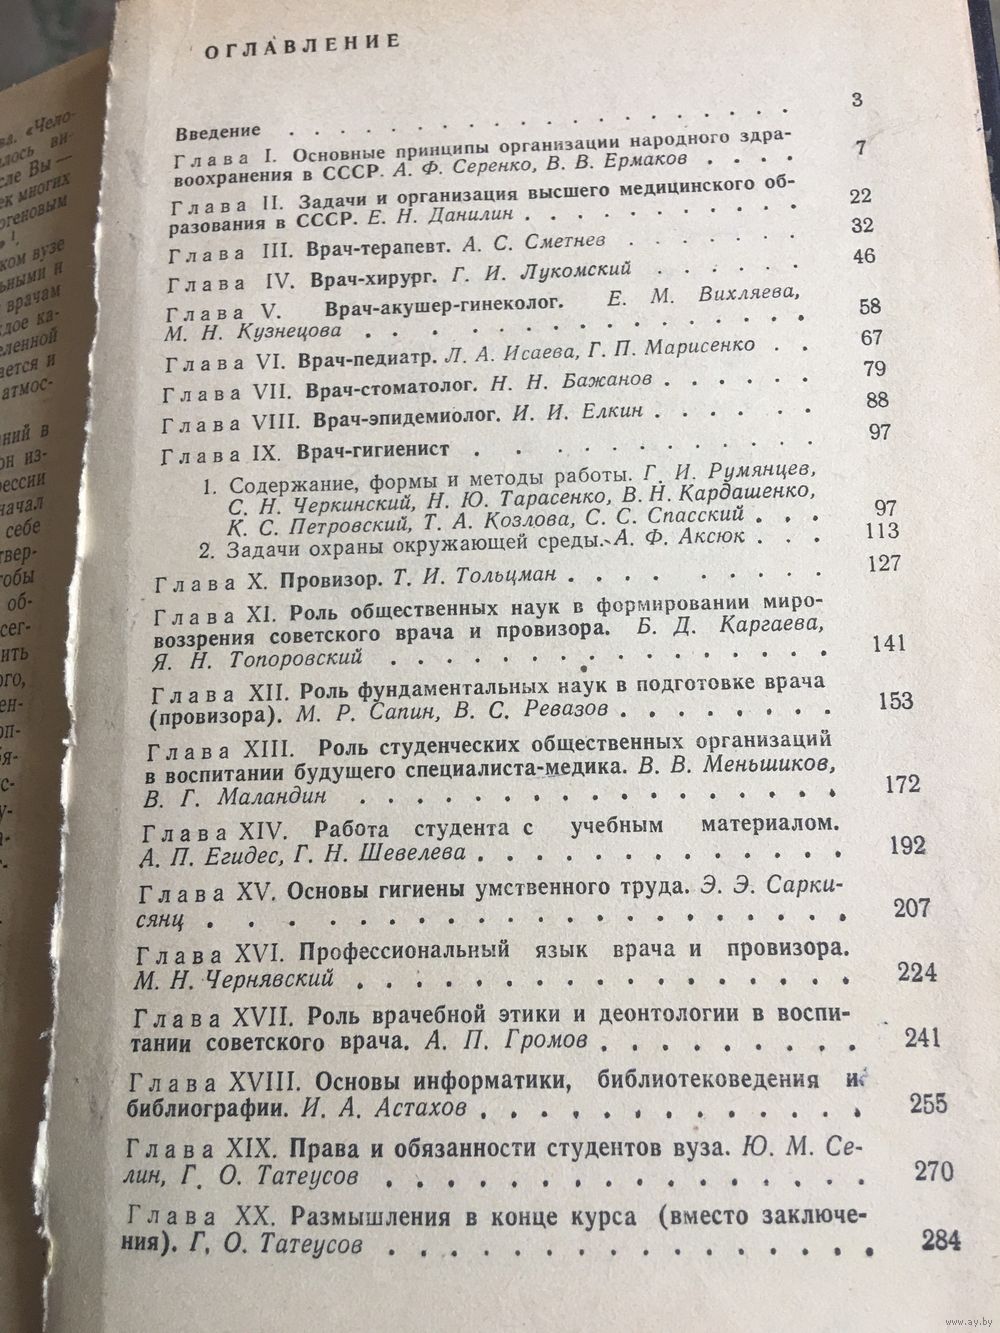 ОГЛАВЛЕНИЕ
Введение . . . . . . . . . . . . . . . . . 3
Глава I. Основные принципы организации народного здра-
воохранения в СССР. А. Ф. Серенко, В. В. Ермаков . . . . 7
Глава II. Задачи и организация высшего медицинского об-
разования в СССР. Е. Н. Данилин . . . . . . . . . . . 22
Глава III. Врач-терапевт. А. С. Сметнев . . . . . . . 32
Глава IV. Врач-хирург. Г. И. Лукомский . . . . . . 46
Глава V. Врач-акушер-гинеколог. Е. М. Вихляева,
М. Н. Кузнецова . . . . . . . . . . . . . . . . 58
Глава VI. Врач-педиатр. Л. А. Исаева, Г. П. Марисенко . . 67
Глава VII. Врач-стоматолог. Н. Н. Бажанов . . . . . . 79
Глава VIII. Врач-эпидемиолог. И. И. Елкин . . . . . . 88
Глава IX. Врач-гигиенист . . . . . . . . . . . . . 97
1. Содержание, формы и методы работы. Г. И. Румянцев,
С. Н. Черкинский, Н. Ю. Тарасенко, В. Н. Кардашенко,
К. С. Петровский, Т. А. Козлова, С. С. Спасский . . . 97
2. Задачи охраны окружающей среды. А. Ф. Аксюк . . . 113
Глава X. Провизор. Т. И. Тольцман . . . . . . . . . . 127
Глава XI. Роль общественных наук в формировании миро-
воззрения советского врача и провизора. Б. Д. Каргаева,
Я. Н. Топоровский . . . . . . . . . . . . . . . . 141
Глава XII. Роль фундаментальных наук в подготовке врача
(провизора). М. Р. Сапин, В. С. Ревазов . . . . . . . . 153
Глава XIII. Роль студенческих общественных организаций
в воспитании будущего специалиста-медика. В. В. Меньшиков,
В. Г. Маландин . . . . . . . . . . . . . . . . . 172
Глава XIV. Работа студента с учебным материалом.
А. П. Егидес, Г. Н. Шевелева . . . . . . . . . . . . . 192
Глава XV. Основы гигиены умственного труда. Э. Э. Сарки-
сянц . . . . . . . . . . . . . . . . . . . . 207
Глава XVI. Профессиональный язык врача и провизора.
М. Н. Чернявский . . . . . . . . . . . . . . . . 224
Глава XVII. Роль врачебной этики и деонтологии в воспи-
тании советского врача. А. П. Громов . . . . . . . . . 241
Глава XVIII. Основы информатики, библиотековедения и
библиографии. И. А. Астахов . . . . . . . . . . . . . 255
Глава XIX. Права и обязанности студентов вуза. Ю. М. Се-
лин, Г. О. Татеусов . . . . . . . . . . . . . . . 270
Глава XX. Размышления в конце курса (вместо заключе-
ния). Г. О. Татеусов . . . . . . . . . . . . . . . 284
www.ay.by